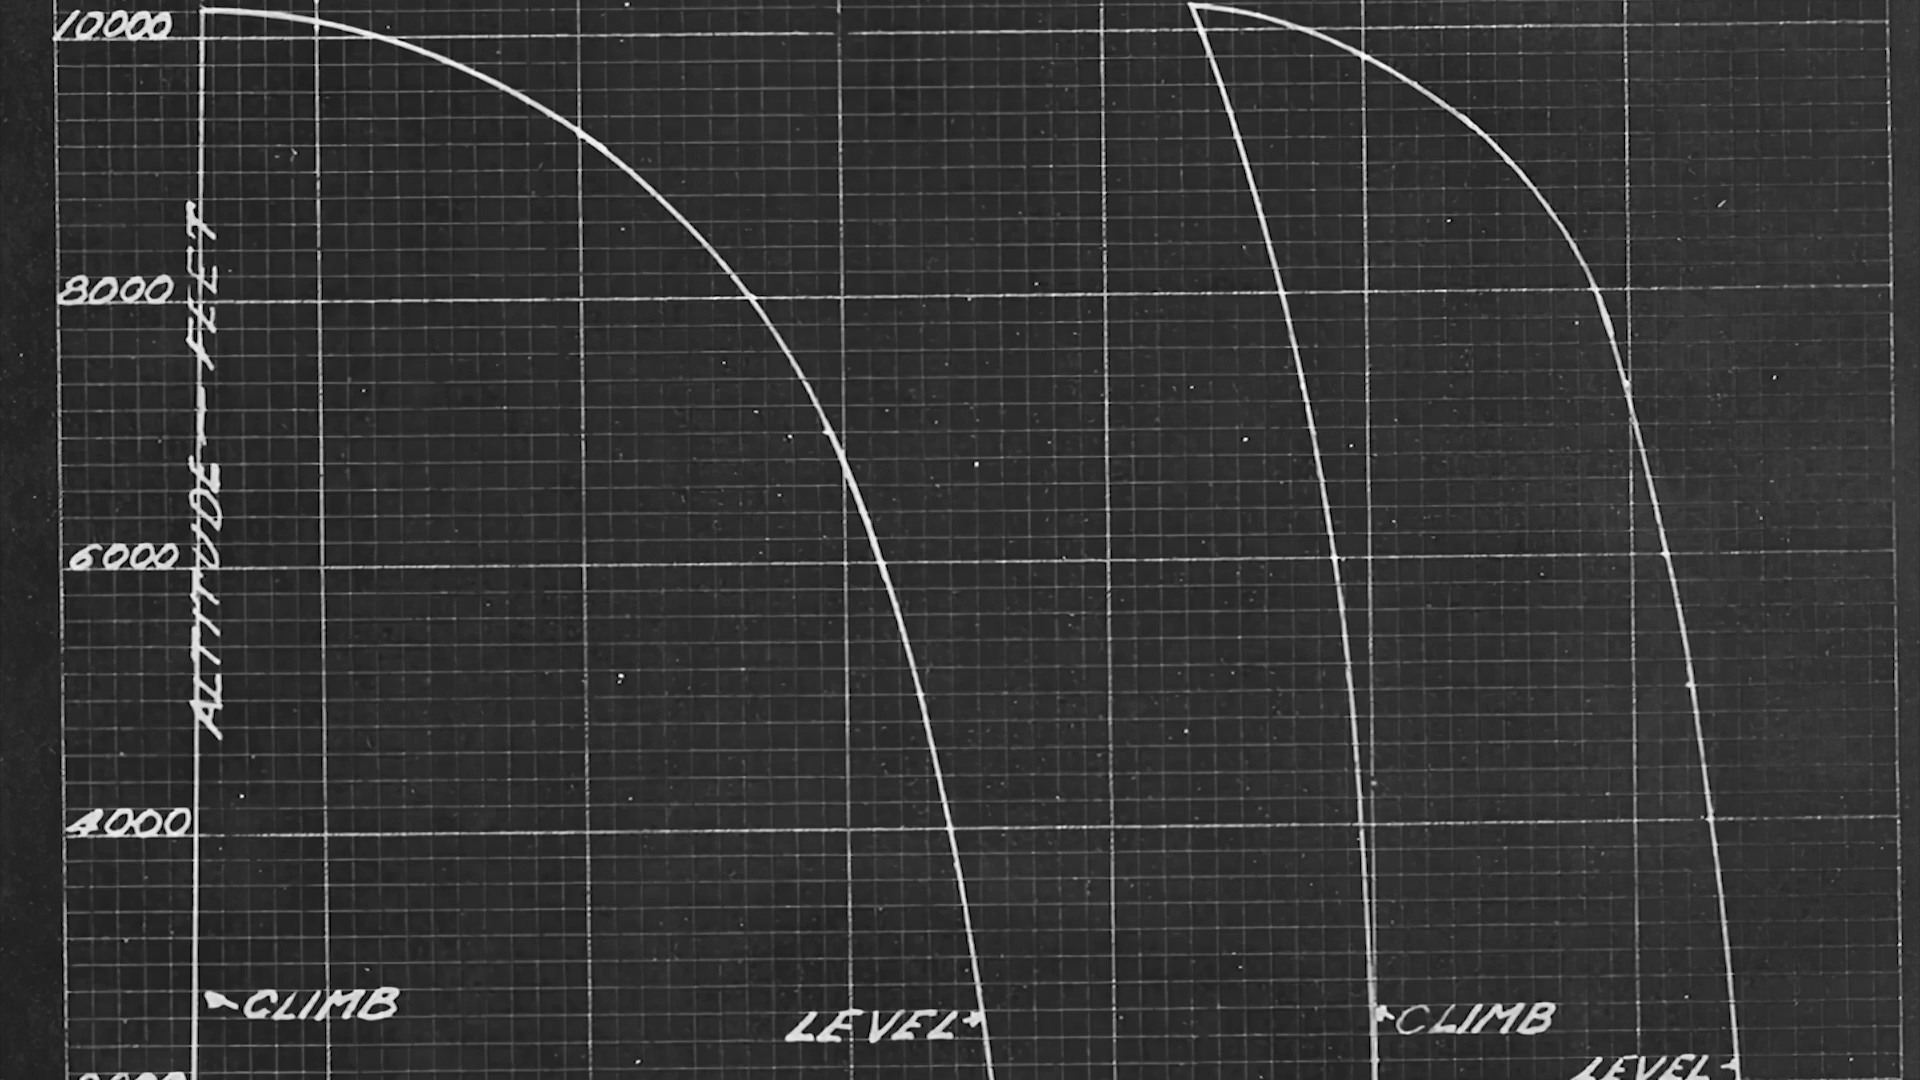 10000
8000
ALTITUDE - FEET
6000
4000
CLIMB
LEVEL
CLIMB
LEVEL